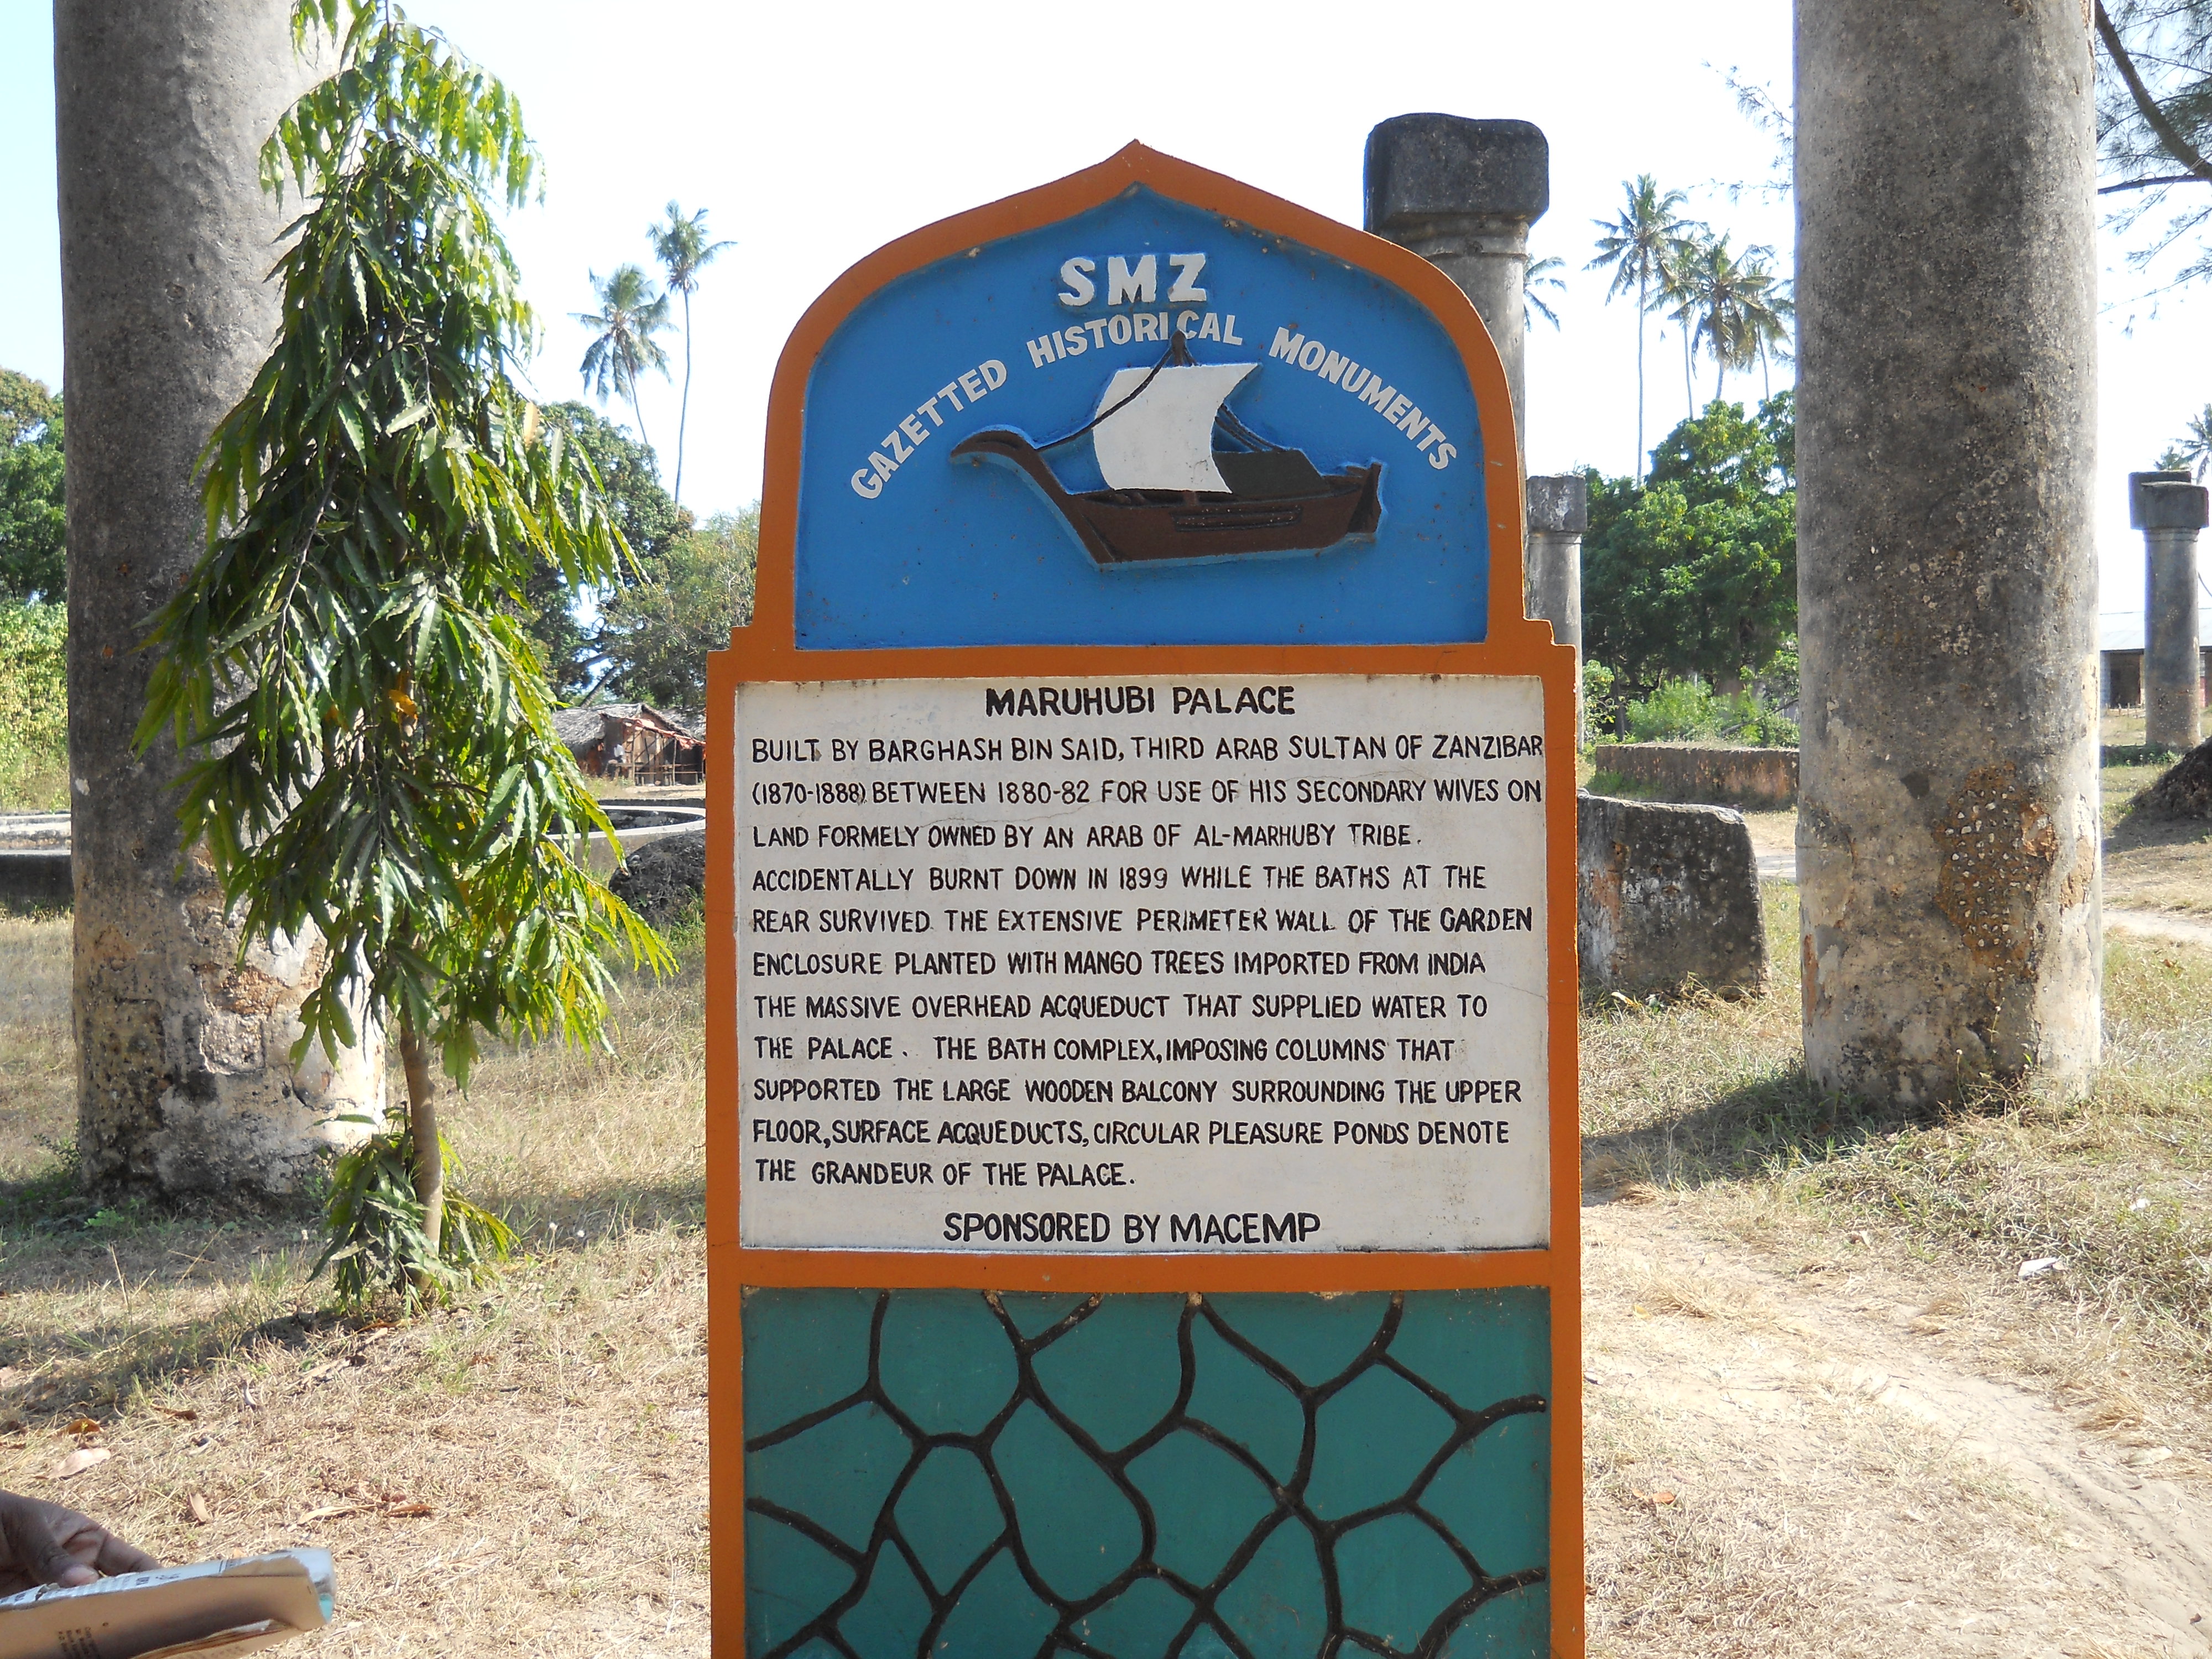 SMZ
GAZETTED HISTORICAL MONUMENTS
MARUHUBI PALACE
BUILT BY BARGHASH BIN SAID, THIRD ARAB SULTAN OF ZANZIBAR
(1870-1888) BETWEEN 1880-82 FOR USE OF HIS SECONDARY WIVES ON
LAND FORMELY OWNED BY AN ARAB OF AL-MARHUBY TRIBE.
ACCIDENTALLY BURNT DOWN IN 1899 WHILE THE BATHS AT THE
REAR SURVIVED THE EXTENSIVE PERIMETER WALL OF THE GARDEN
ENCLOSURE PLANTED WITH MANGO TREES IMPORTED FROM INDIA
THE MASSIVE OVERHEAD ACQUEDUCT THAT SUPPLIED WATER TO
THE PALACE. THE BATH COMPLEX, IMPOSING COLUMNS THAT
SUPPORTED THE LARGE WOODEN BALCONY SURROUNDING THE UPPER
FLOOR, SURFACE ACQUEDUCTS, CIRCULAR PLEASURE PONDS DENOTE
THE GRANDEUR OF THE PALACE.
SPONSORED BY MACEMP